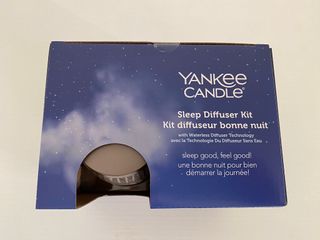 YANKEE
CANDLE®
Sleep Diffuser Kit
Kit diffuseur bonne nuit
with Waterless Diffuser Technology
avec la Technologie Du Diffuseur Sans Eau
sleep good, feel good!
une bonne nuit pour bien
démarrer la journée!